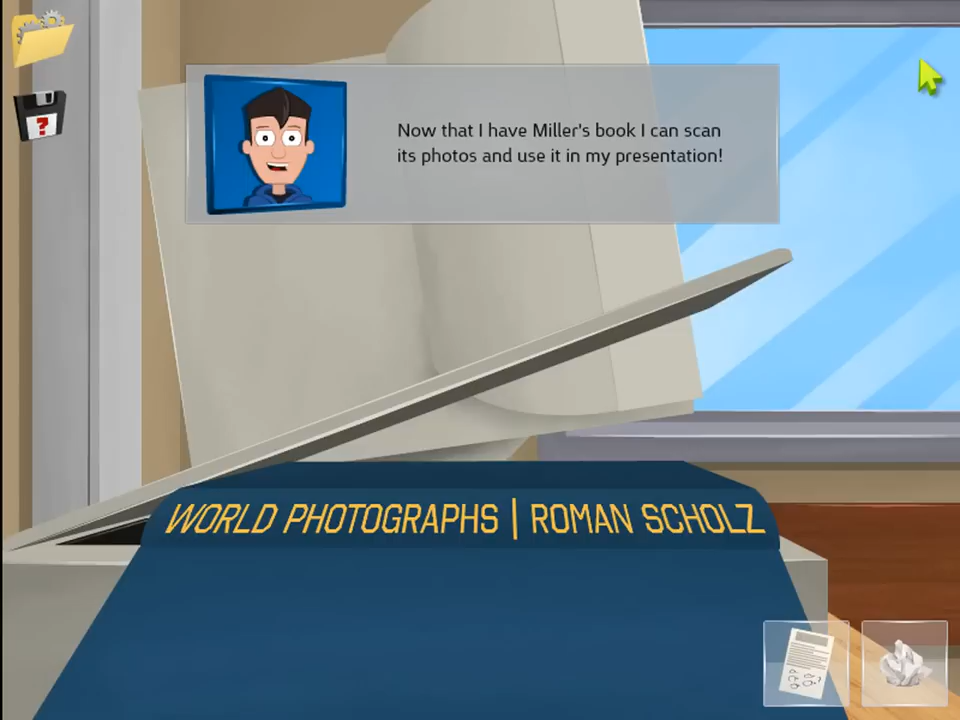 Now that I have Miller's book I can scan
its photos and use it in my presentation!
?
WORLD PHOTOGRAPHS | ROMAN SCHOLZ